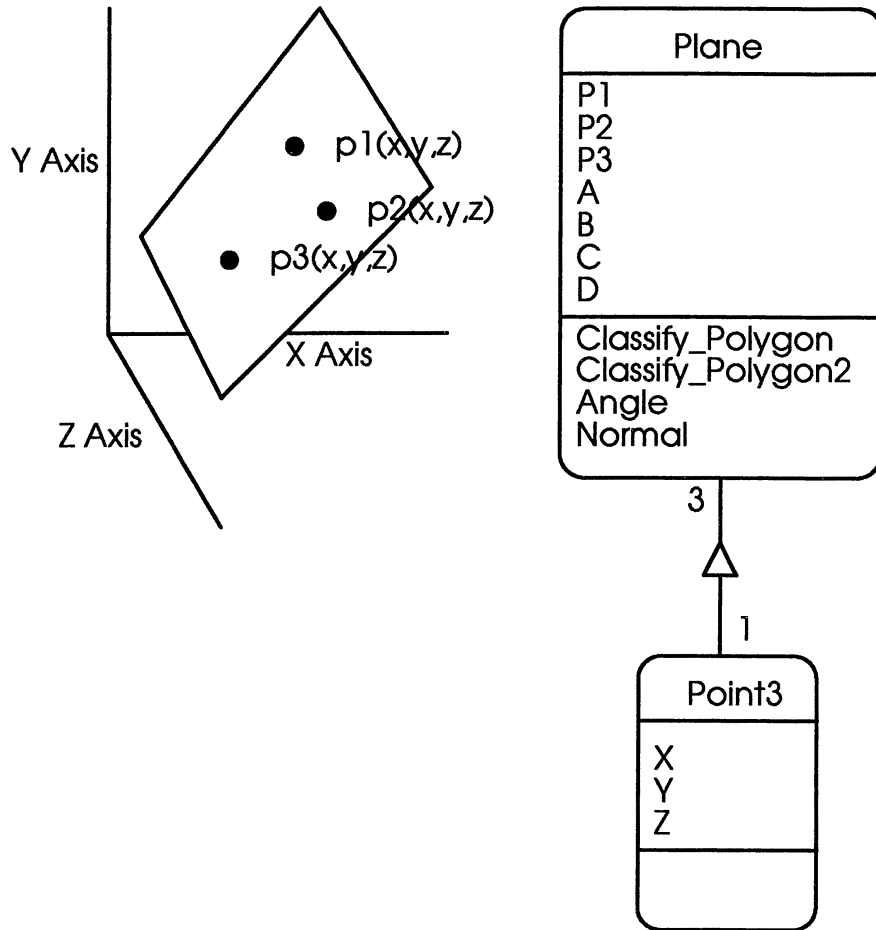 Y Axis
p1(x,y,z)
p2(x,y,z)
p3(x,y,z)
X Axis
Z Axis
Plane
P1
P2
P3
A
B
C
D
Classify_Polygon
Classify_Polygon2
Angle
Normal
3
1
Point3
X
Y
Z